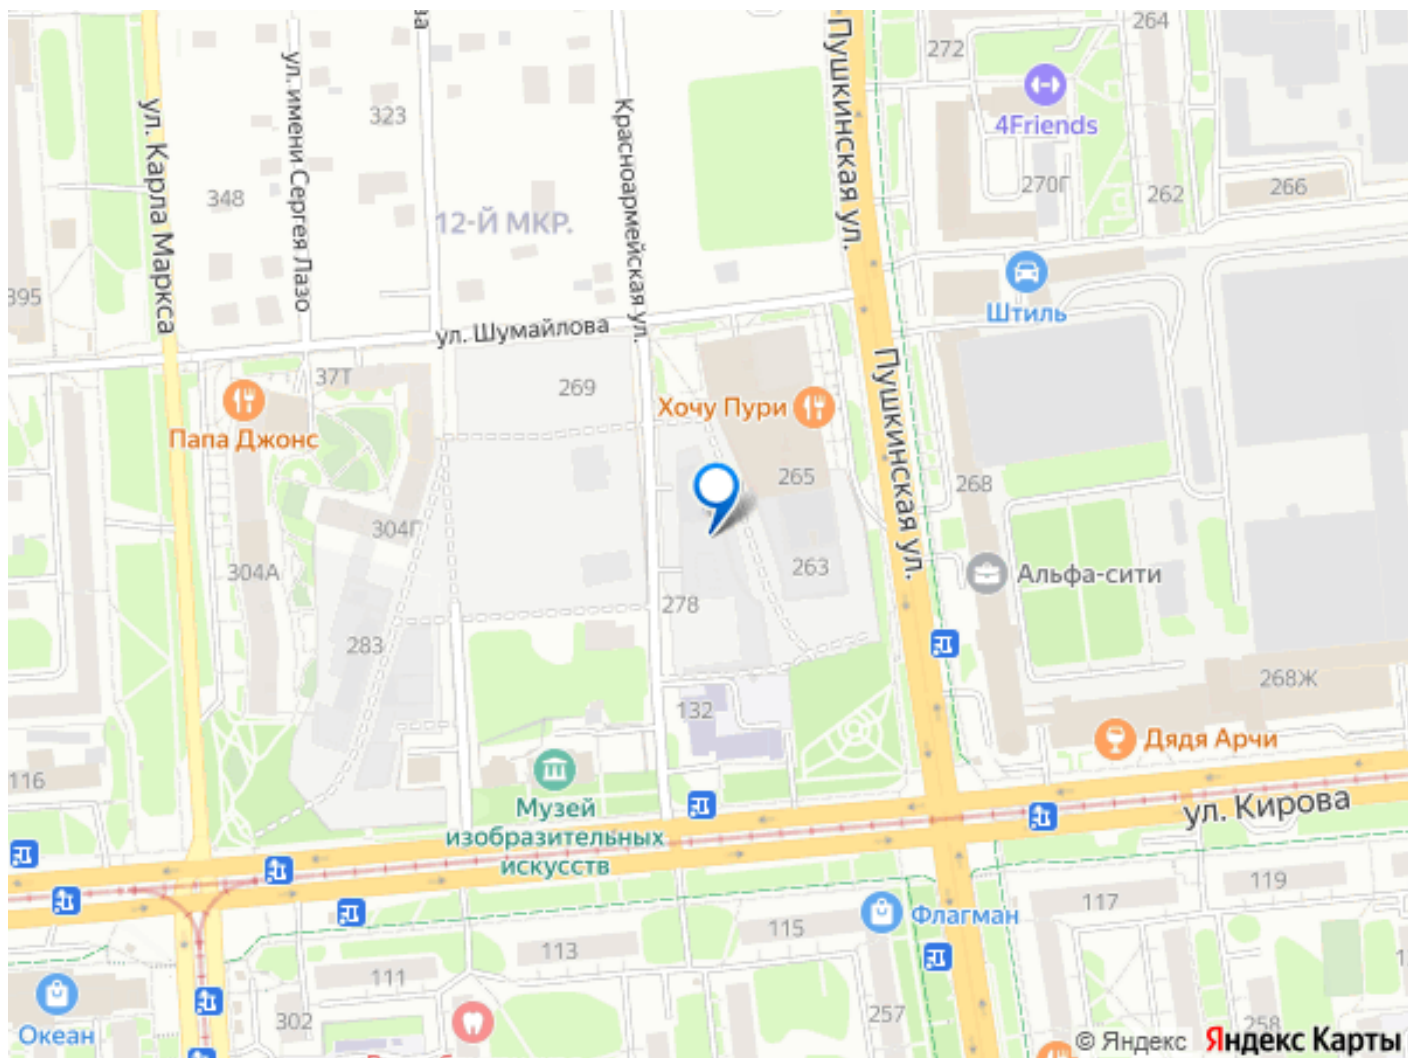 264
272
4Friends
ул. имени Сергея Лазо
323
ул. Карла Маркса
Красноармейская ул.
Пушкинская ул.
270Г
262
266
348
12-Й МКР.
395
Штиль
ул. Шумайлова
37Т
269
Хочу Пури
Пушкинская ул.
Папа Джонс
265
268
304Г
304А
263
Альфа-сити
278
283
268Ж
132
Дядя Арчи
116
Музей
изобразительных
искусств
ул. Кирова
119
117
Флагман
115
113
111
257
258
302
Океан
© Яндекс Яндекс Карты